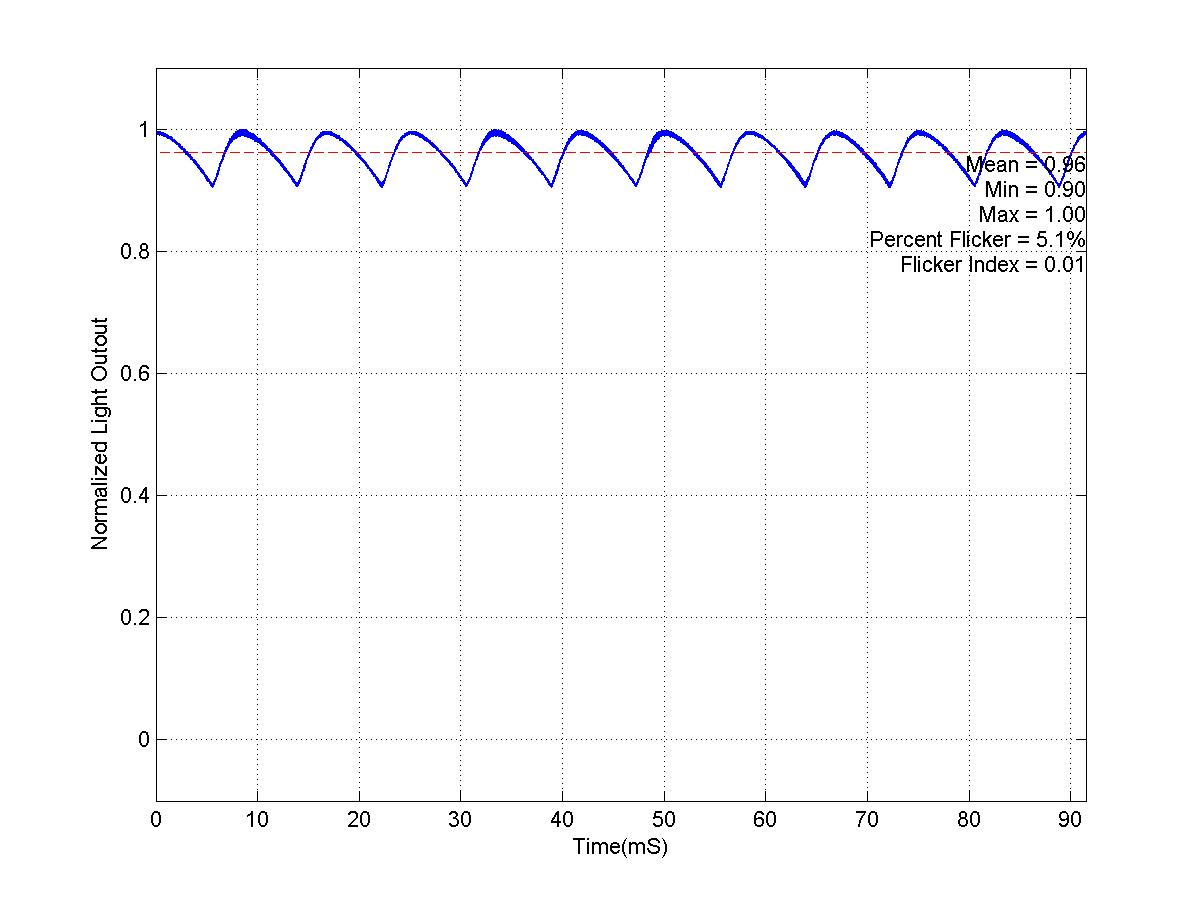 1
0.8
0.6
0.4
0.2
0
Normalized Light Outout
Mean = 0.96
Min = 0.90
Max = 1.00
Percent Flicker = 5.1%
Flicker Index = 0.01
0 10 20 30 40 50 60 70 80 90
Time(mS)